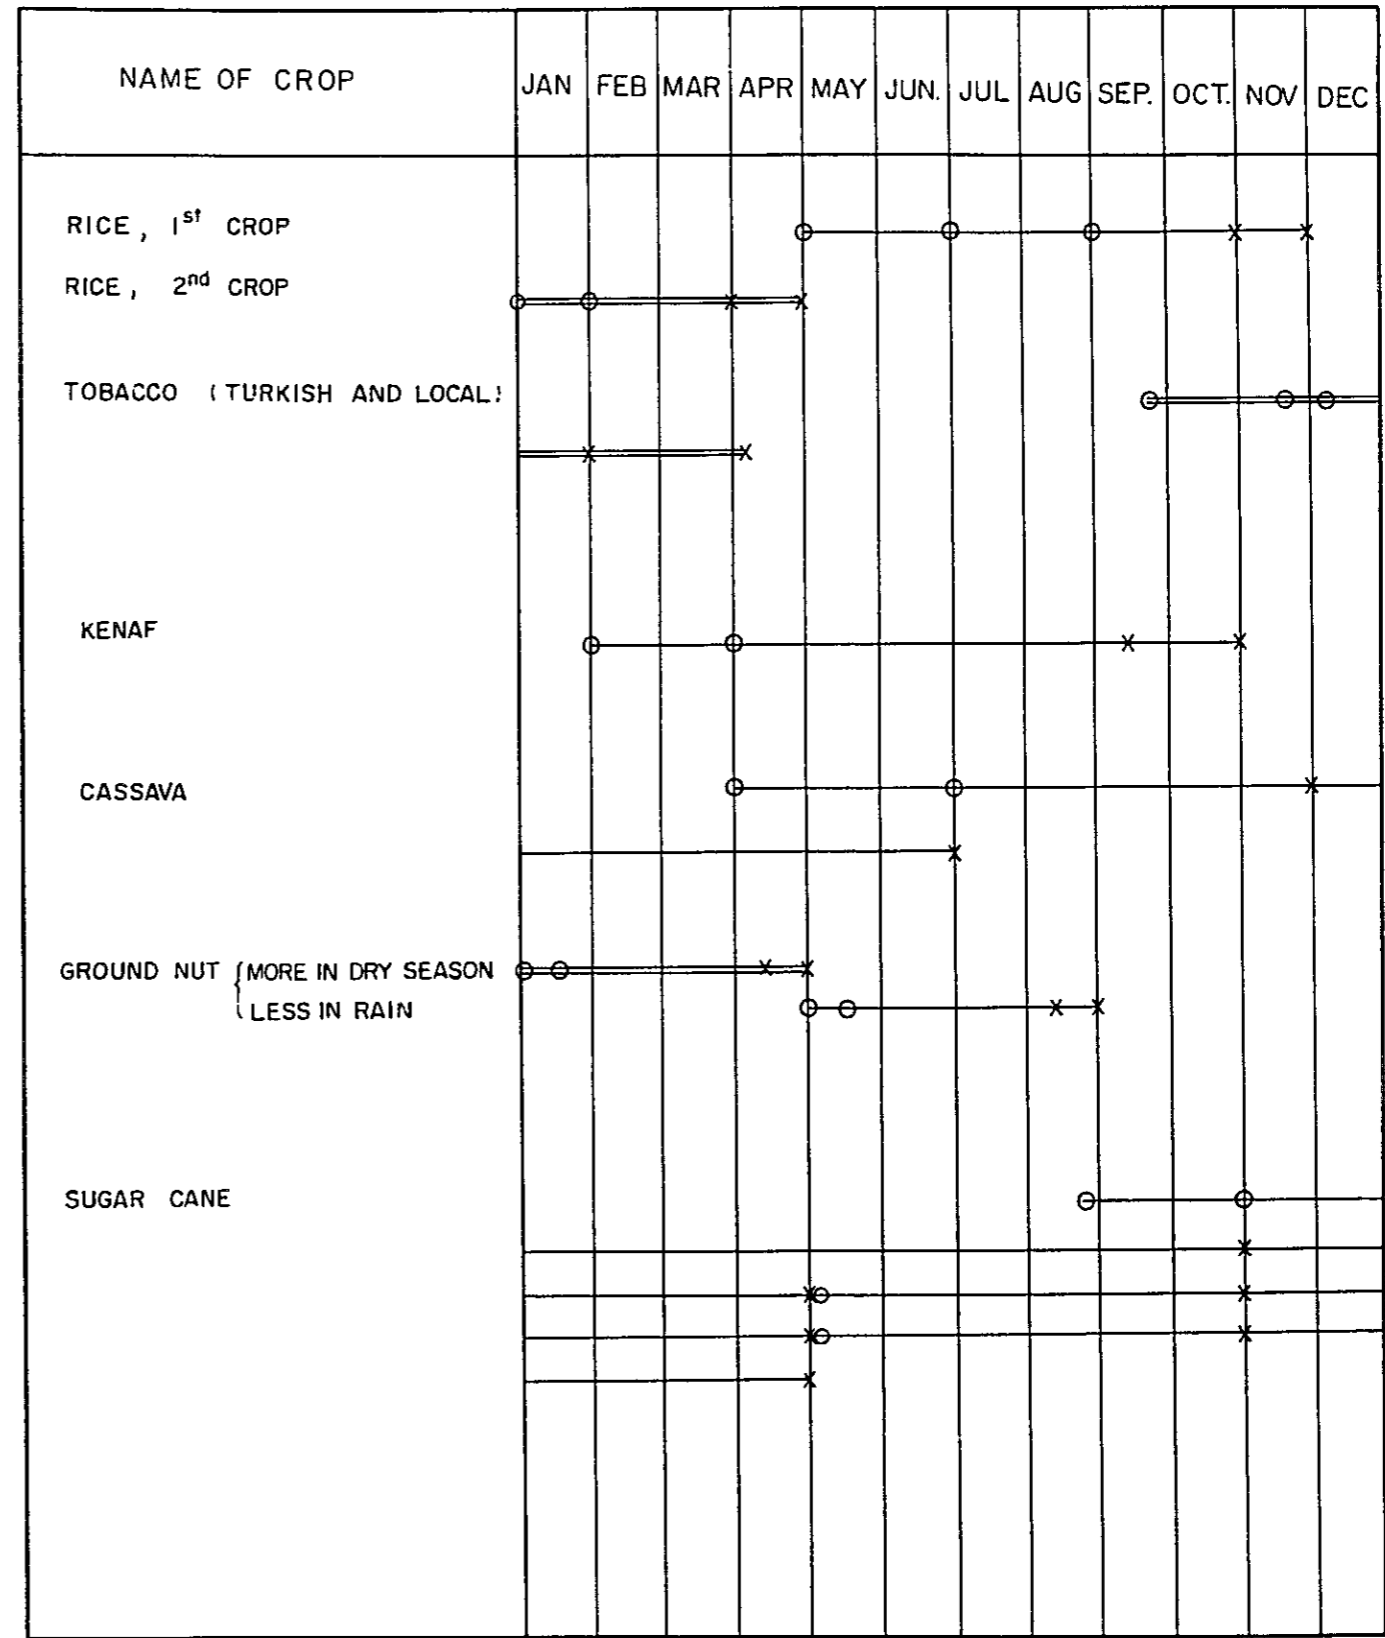 NAME OF CROP JAN FEB MAR APR MAY JUN. JUL AUG SEP. OCT. NOV DEC
RICE, 1st CROP
RICE, 2nd CROP
TOBACCO (TURKISH AND LOCAL)
KENAF
CASSAVA
GROUND NUT { MORE IN DRY SEASON
LESS IN RAIN
SUGAR CANE